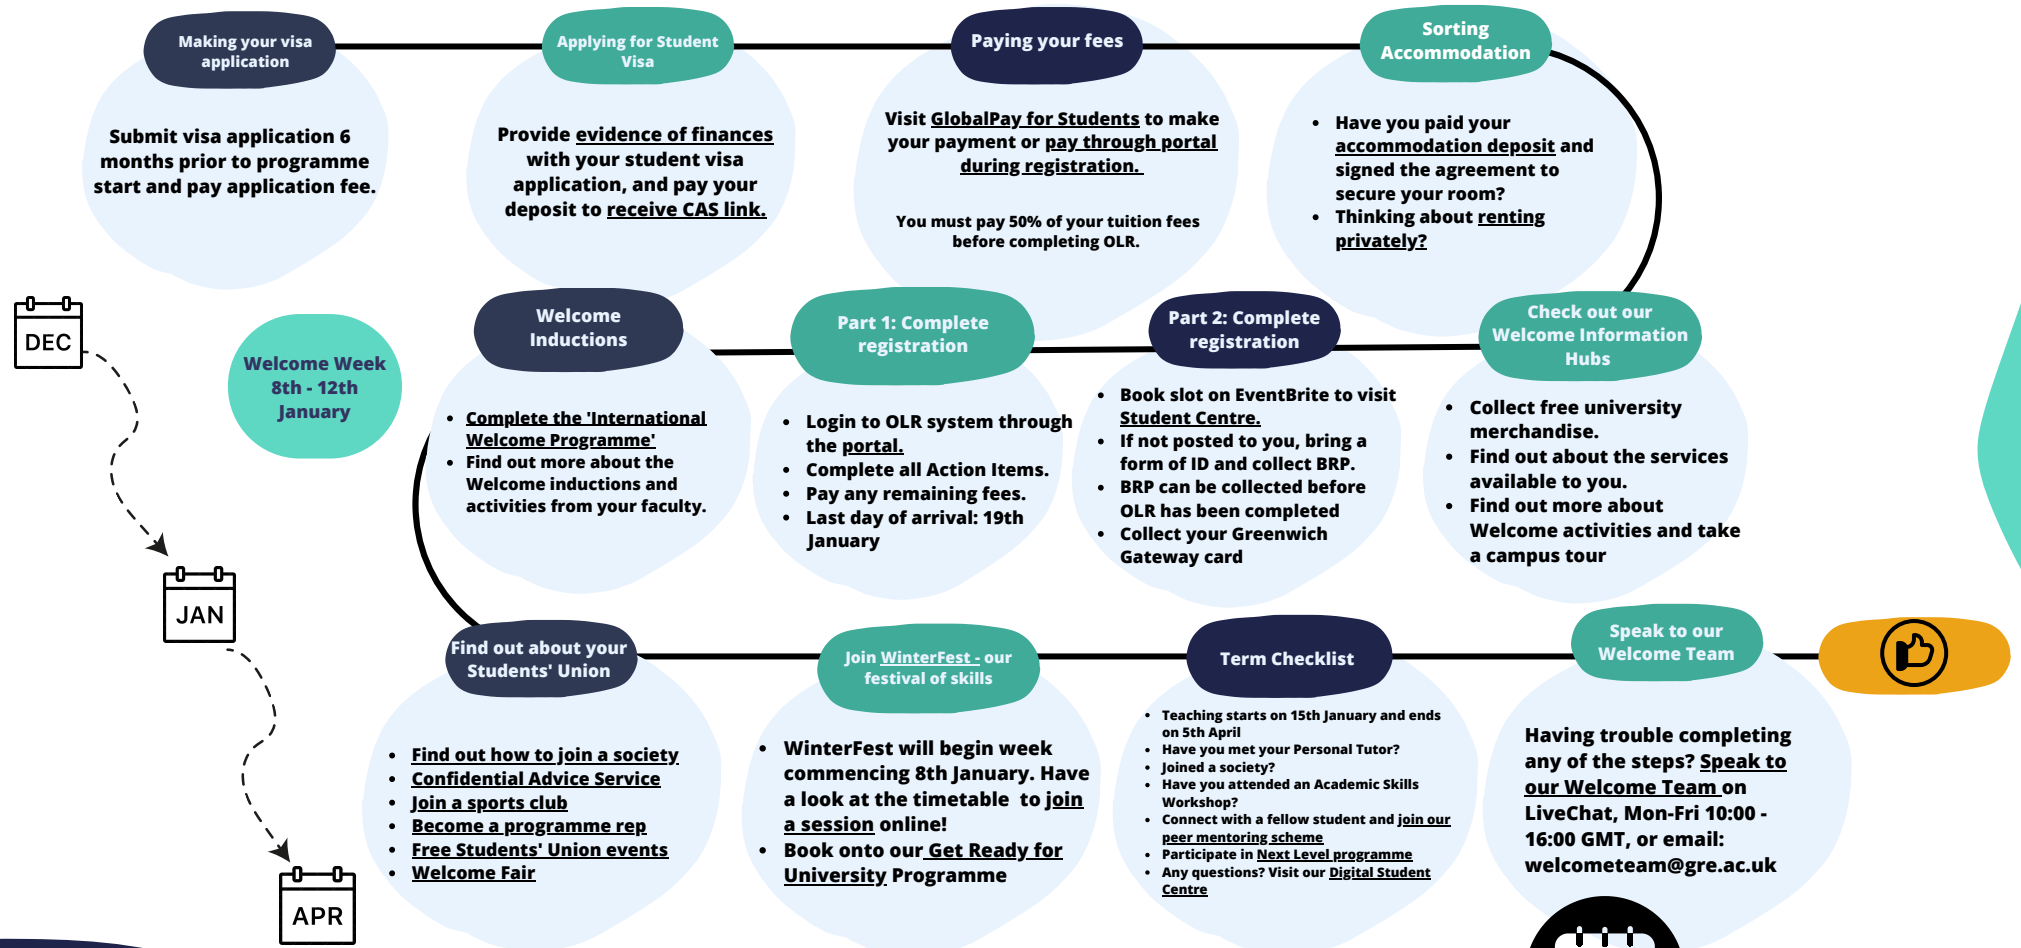 Making your visa
application
Submit visa application 6
months prior to programme
start and pay application fee.
Applying for Student
Visa
Provide evidence of finances
with your student visa
application, and pay your
deposit to receive CAS link.
Paying your fees
Visit GlobalPay for Students to make
your payment or pay through portal
during registration.
You must pay 50% of your tuition fees
before completing OLR.
Sorting
Accommodation
• Have you paid your
accommodation deposit and
signed the agreement to
secure your room?
• Thinking about renting
privately?
DEC
Welcome Week
8th - 12th
January
JAN
APR
Welcome
Inductions
• Complete the 'International
Welcome Programme'
• Find out more about the
Welcome inductions and
activities from your faculty.
Part 1: Complete
registration
• Login to OLR system through
the portal.
• Complete all Action Items.
• Pay any remaining fees.
• Last day of arrival: 19th
January
Part 2: Complete
registration
• Book slot on EventBrite to visit
Student Centre.
• If not posted to you, bring a
form of ID and collect BRP.
• BRP can be collected before
OLR has been completed
• Collect your Greenwich
Gateway card
Check out our
Welcome Information
Hubs
• Collect free university
merchandise.
• Find out about the services
available to you.
• Find out more about
Welcome activities and take
a campus tour
Find out about your
Students' Union
• Find out how to join a society
• Confidential Advice Service
• Join a sports club
• Become a programme rep
• Free Students' Union events
• Welcome Fair
Join WinterFest - our
festival of skills
• WinterFest will begin week
commencing 8th January. Have
a look at the timetable to join
a session online!
• Book onto our Get Ready for
University Programme
Term Checklist
• Teaching starts on 15th January and ends
on 5th April
• Have you met your Personal Tutor?
• Joined a society?
• Have you attended an Academic Skills
Workshop?
• Connect with a fellow student and join our
peer mentoring scheme
• Participate in Next Level programme
• Any questions? Visit our Digital Student
Centre
Speak to our
Welcome Team
Having trouble completing
any of the steps? Speak to
our Welcome Team on
LiveChat, Mon-Fri 10:00 -
16:00 GMT, or email:
welcometeam@gre.ac.uk